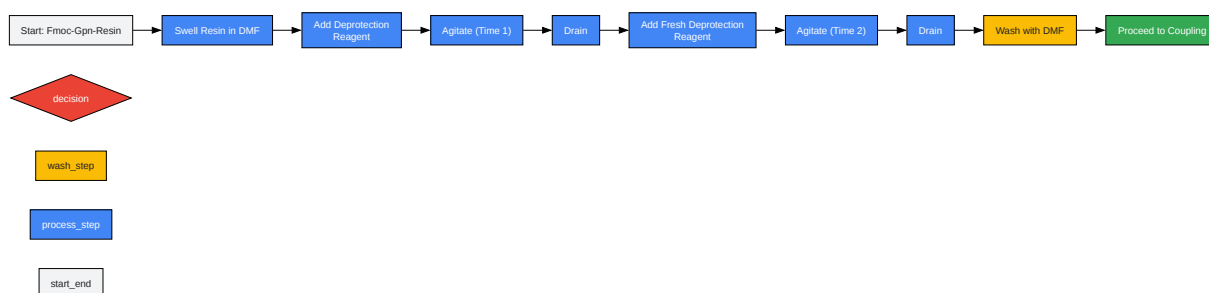 Start: Fmoc-Gpn-Resin
Swell Resin in DMF
Add Deprotection
Reagent
Agitate (Time 1)
Drain
Add Fresh Deprotection
Reagent
Agitate (Time 2)
Drain
Wash with DMF
Proceed to Coupling
decision
wash_step
process_step
start_end